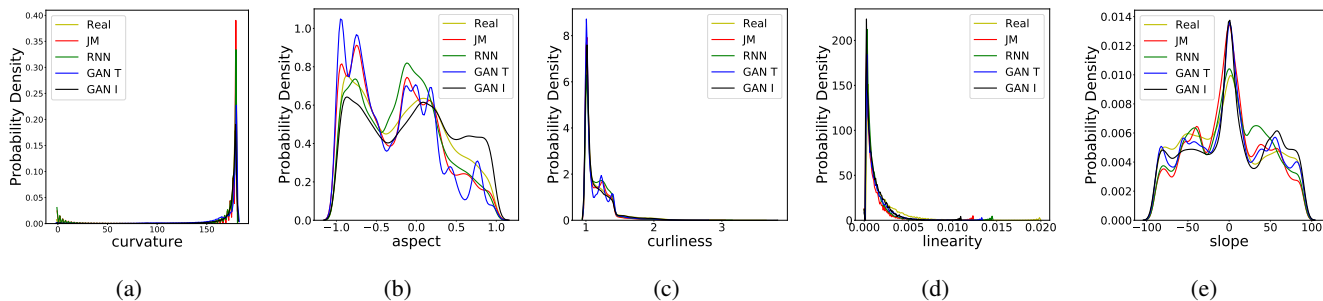 Probability Density
0.40
0.35
0.30
0.25
0.20
0.15
0.10
0.05
0.00
Real
JM
RNN
GAN T
GAN I
0 50 100 150
curvature
(a)
Probability Density
1.0
0.8
0.6
0.4
0.2
0.0
Real
JM
RNN
GAN T
GAN I
−1.0 −0.5 0.0 0.5 1.0
aspect
(b)
Probability Density
8
6
4
2
0
Real
JM
RNN
GAN T
GAN I
1 2 3
curliness
(c)
Probability Density
200
150
100
50
0
Real
JM
RNN
GAN T
GAN I
0.000 0.005 0.010 0.015 0.020
linearity
(d)
Probability Density
0.014
0.012
0.010
0.008
0.006
0.004
0.002
0.000
Real
JM
RNN
GAN T
GAN I
−100 −50 0 50 100
slope
(e)